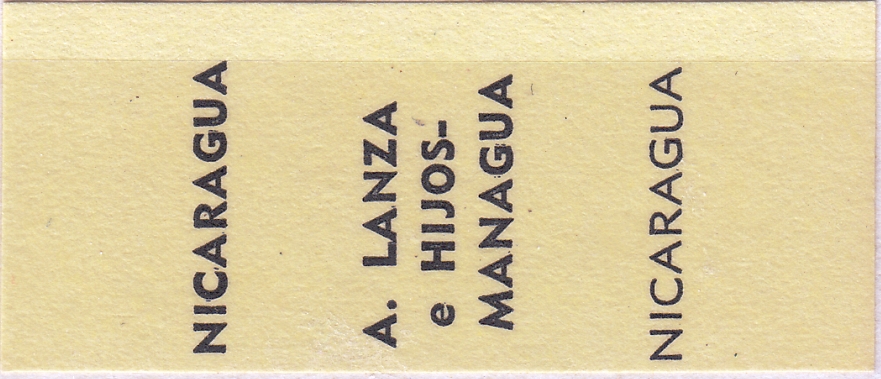 NICARAGUA
A. LANZA
e HIJOS-
MANAGUA
NICARAGUA